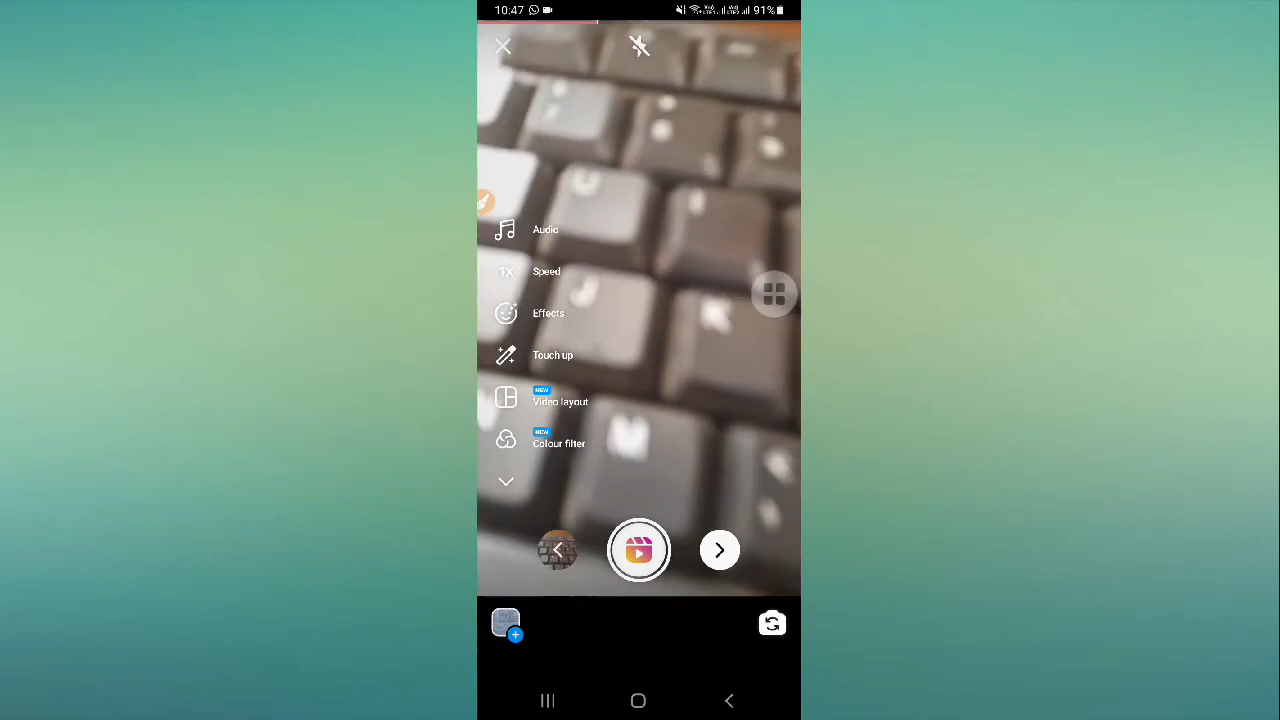 10:47
91%
Audio
1X Speed
Effects
Touch up
NEW
Video layout
NEW
Colour filter
U
J
K
M